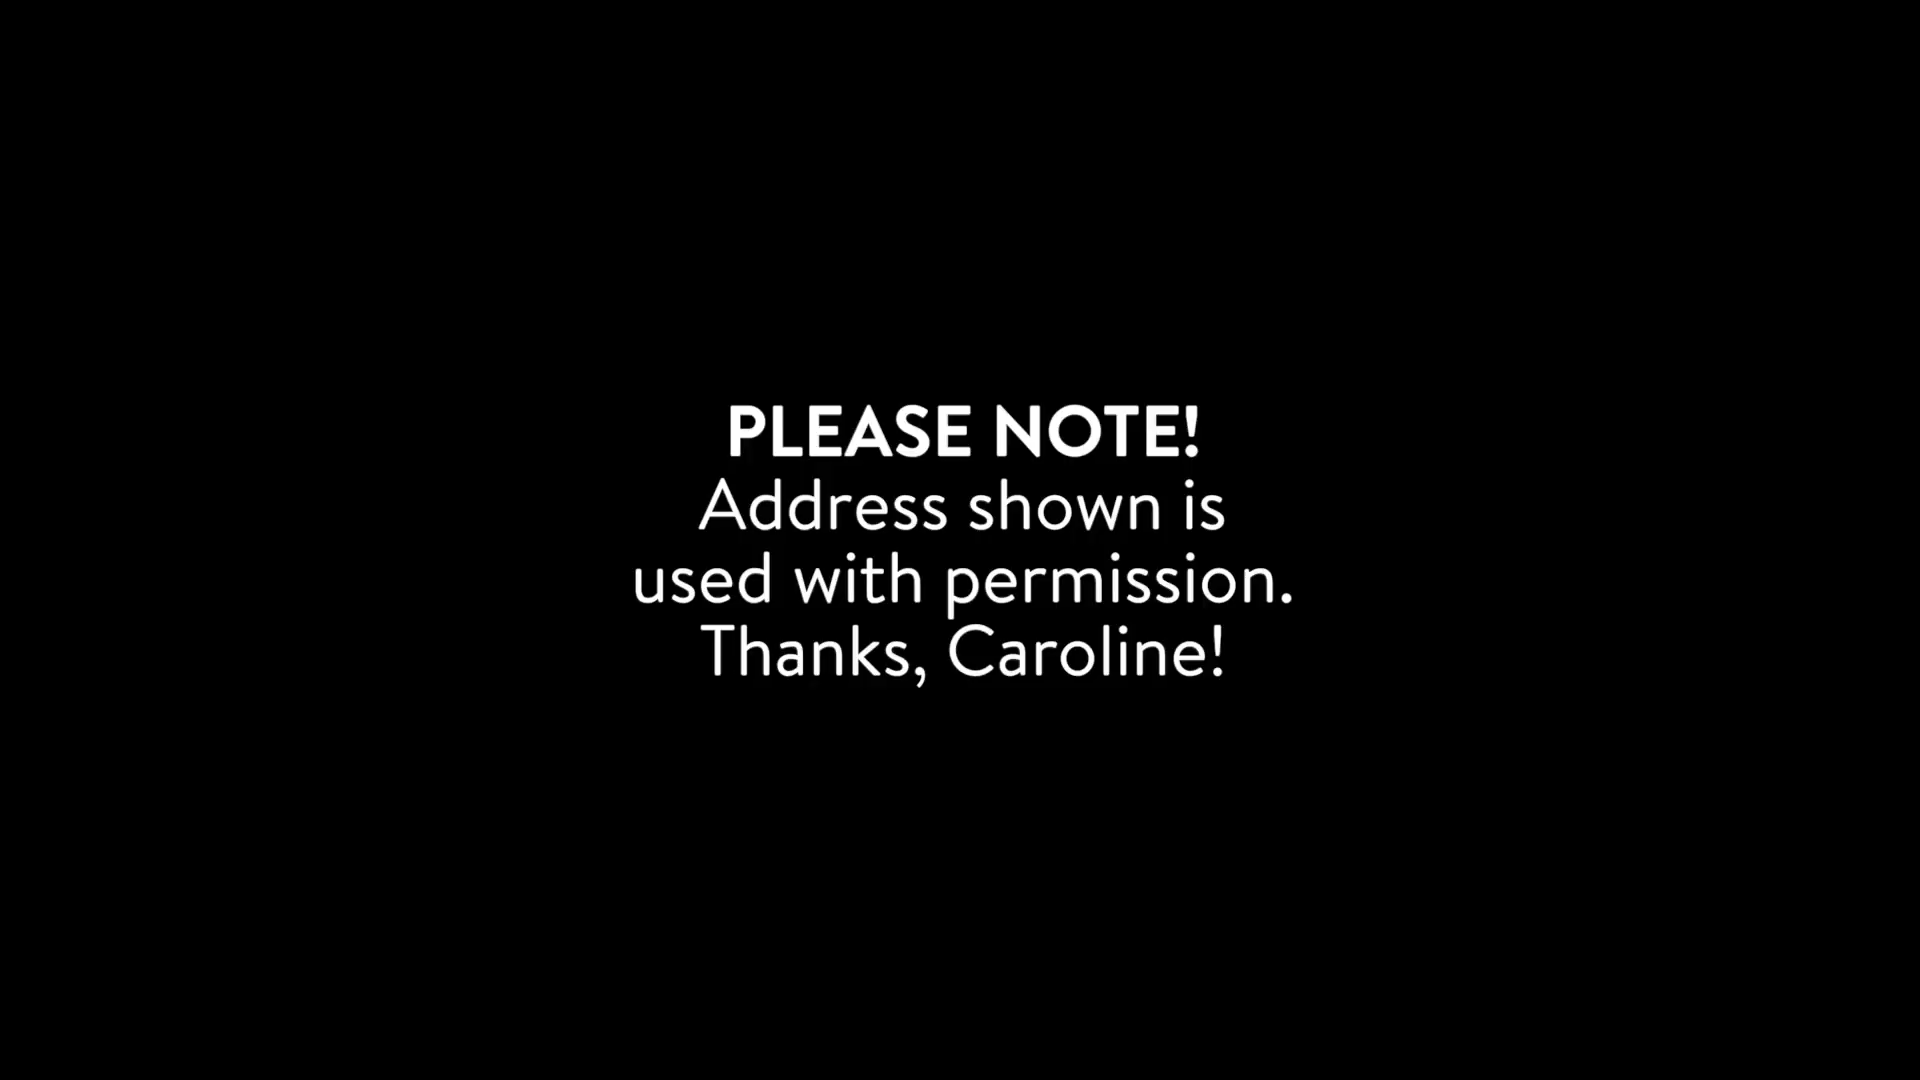 PLEASE NOTE!
Address shown is
used with permission.
Thanks, Caroline!